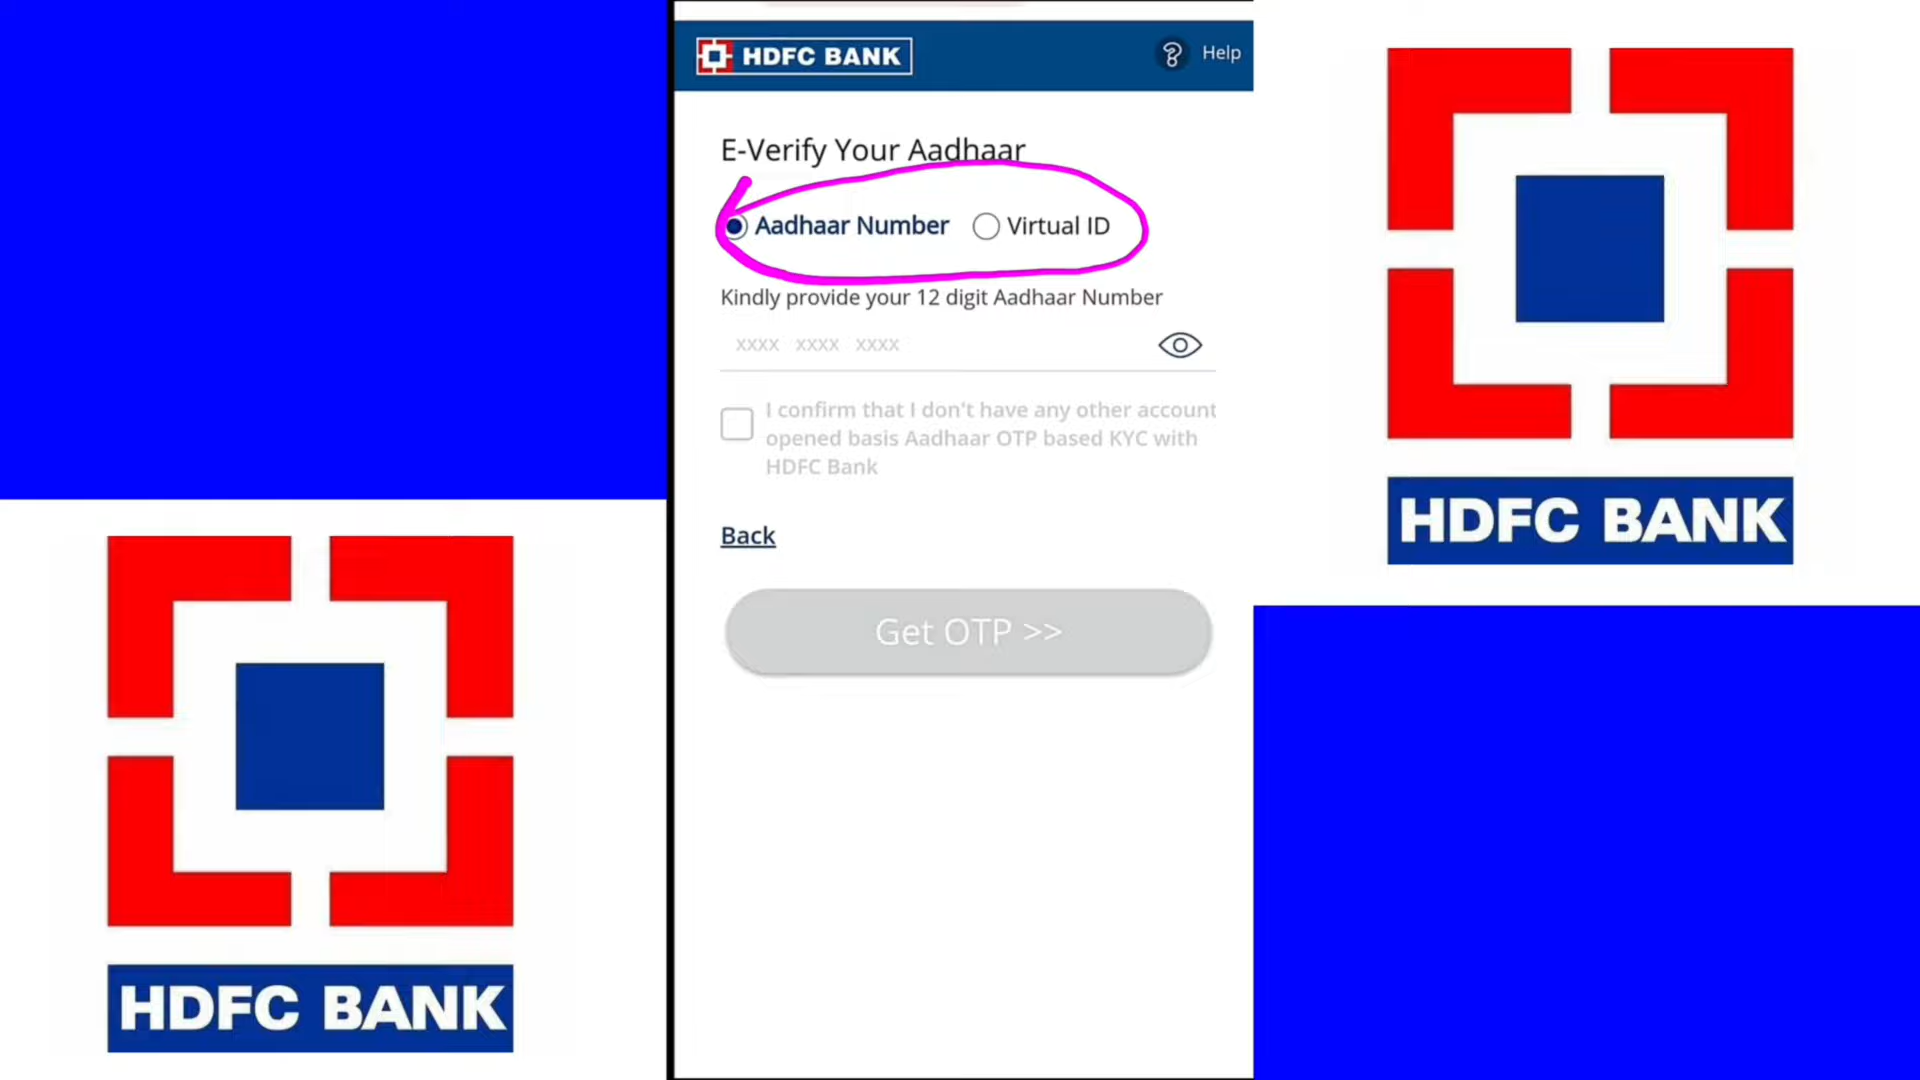 HDFC BANK
Help
E-Verify Your Aadhaar
Aadhaar Number Virtual ID
Kindly provide your 12 digit Aadhaar Number
xxxx xxxx xxxx
I confirm that I don't have any other account
opened basis Aadhaar OTP based KYC with
HDFC Bank
Back
Get OTP >>
HDFC BANK
HDFC BANK